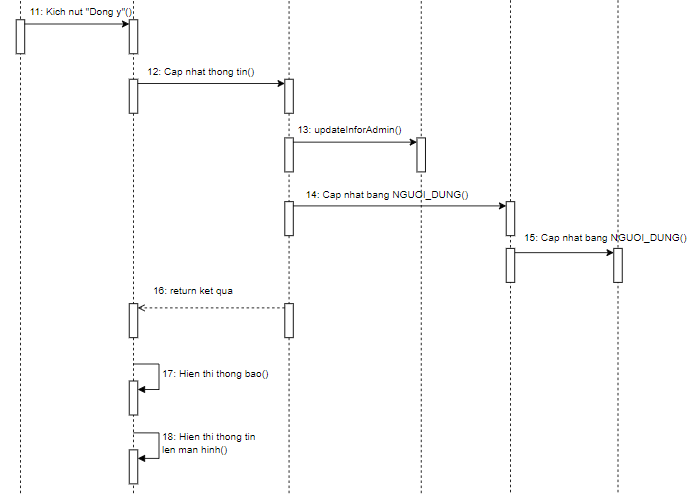 11: Kich nut "Dong y"()
12: Cap nhat thong tin()
13: updateInforAdmin()
14: Cap nhat bang NGUOI_DUNG()
15: Cap nhat bang NGUOI_DUNG()
16: return ket qua
17: Hien thi thong bao()
18: Hien thi thong tin
len man hinh()